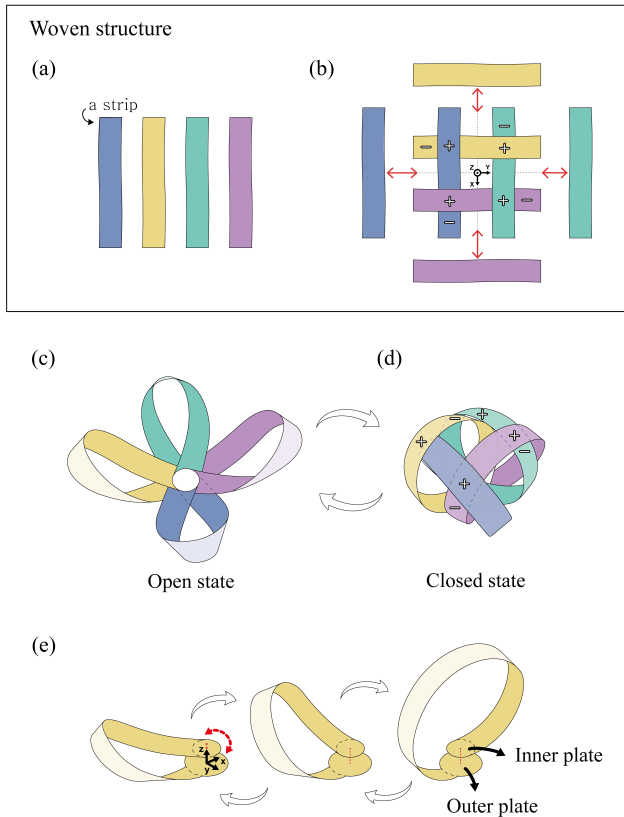 Woven structure
(a)
(b)
a strip
−
− + +
Z Y
X
+ + −
−
(c)
(d)
+
−
+
+
−
+
−
Open state
Closed state
(e)
z
x
y
Inner plate
Outer plate